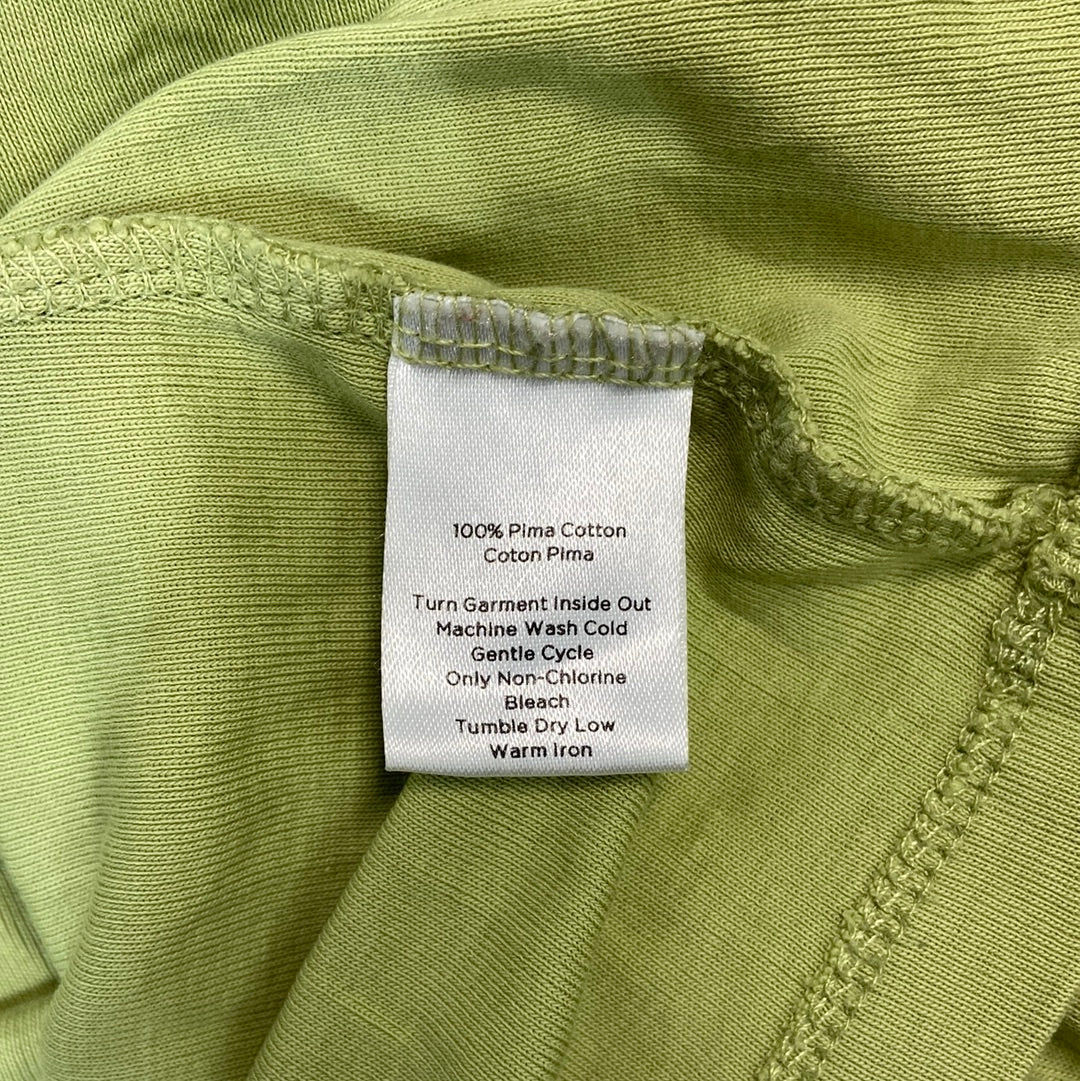 100% Pima Cotton
Coton Pima
Turn Garment Inside Out
Machine Wash Cold
Gentle Cycle
Only Non-Chlorine
Bleach
Tumble Dry Low
Warm Iron